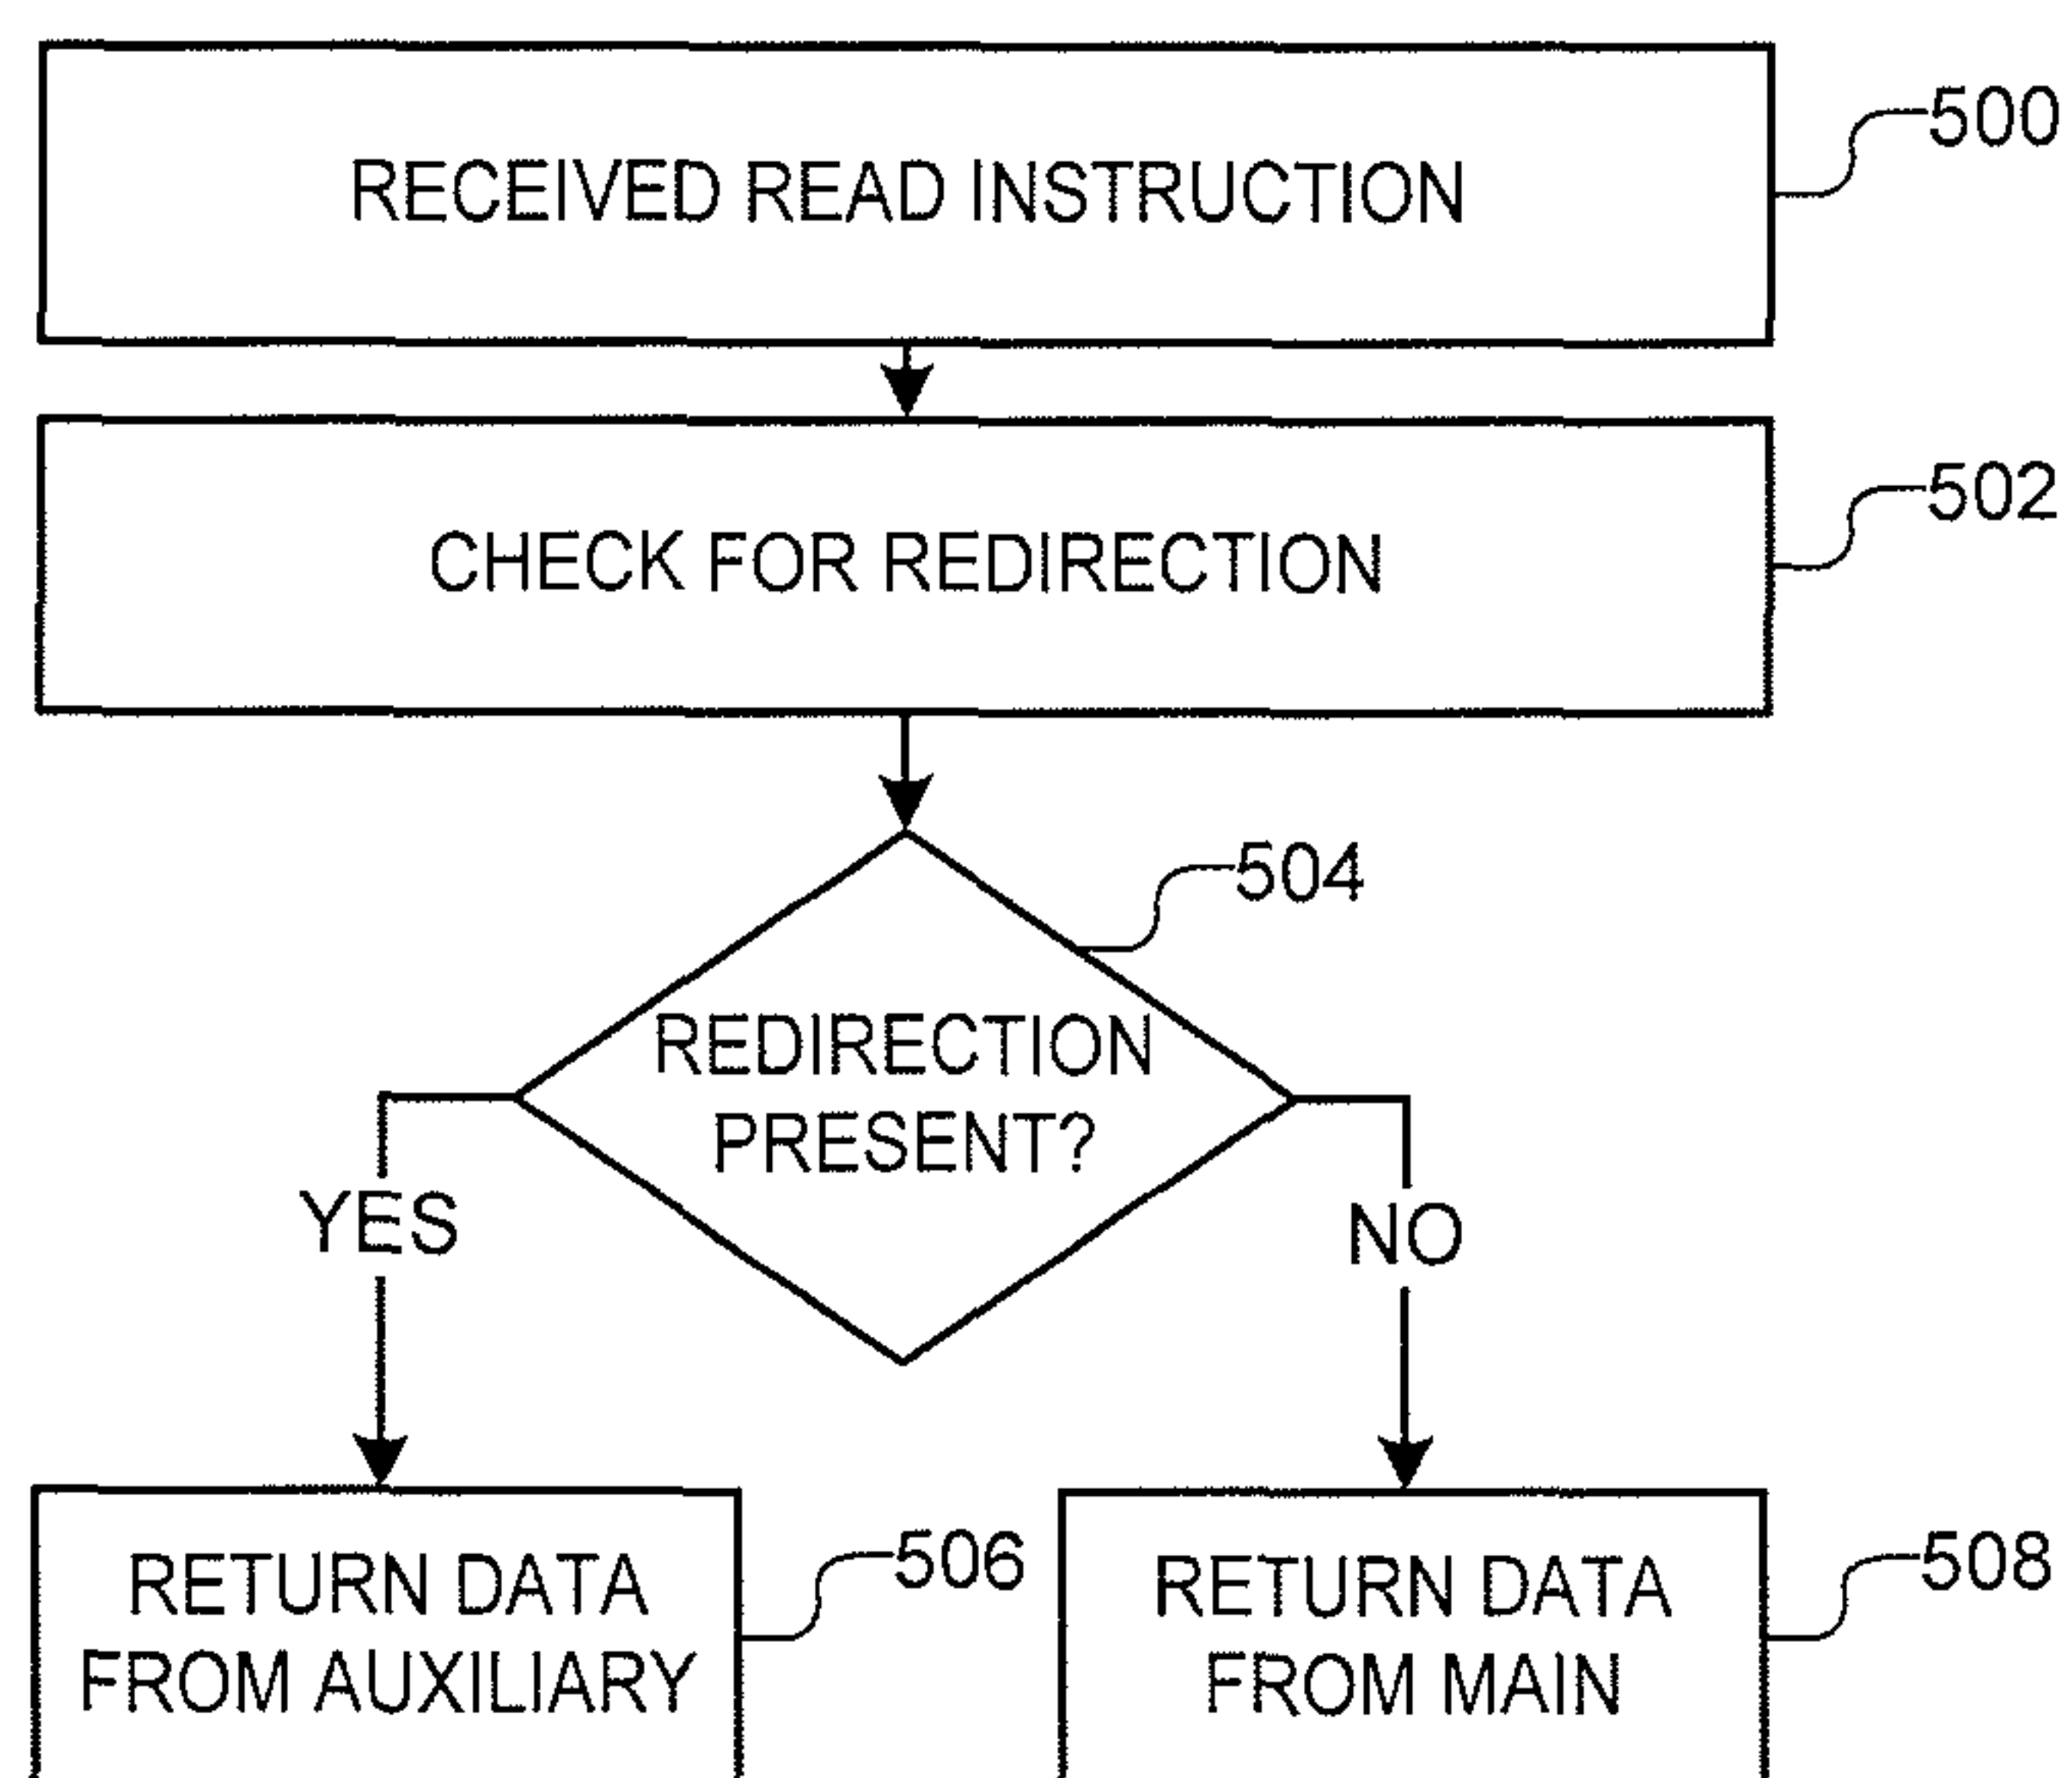 RECEIVED READ INSTRUCTION
500
CHECK FOR REDIRECTION
502
504
REDIRECTION
PRESENT?
YES
NO
RETURN DATA
FROM AUXILIARY
506
RETURN DATA
FROM MAIN
508